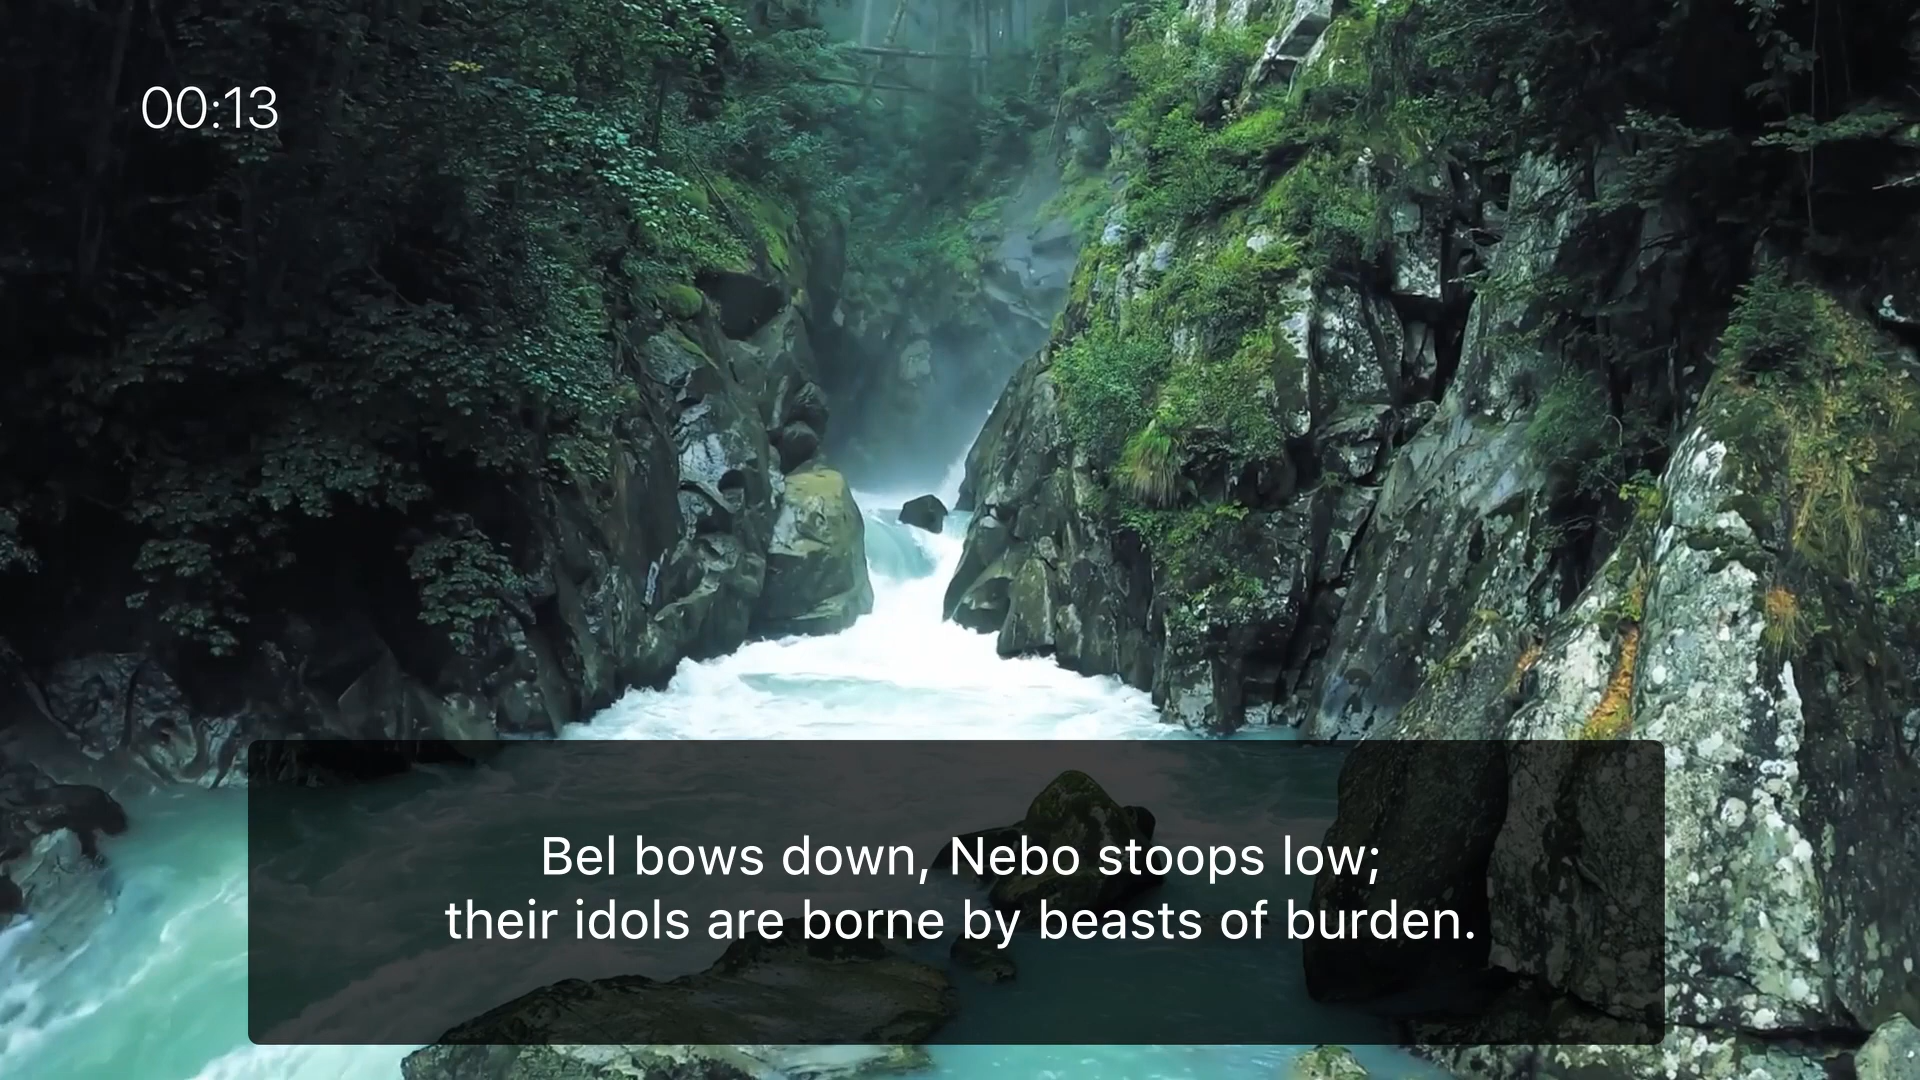 00:13
Bel bows down, Nebo stoops low;
their idols are borne by beasts of burden.